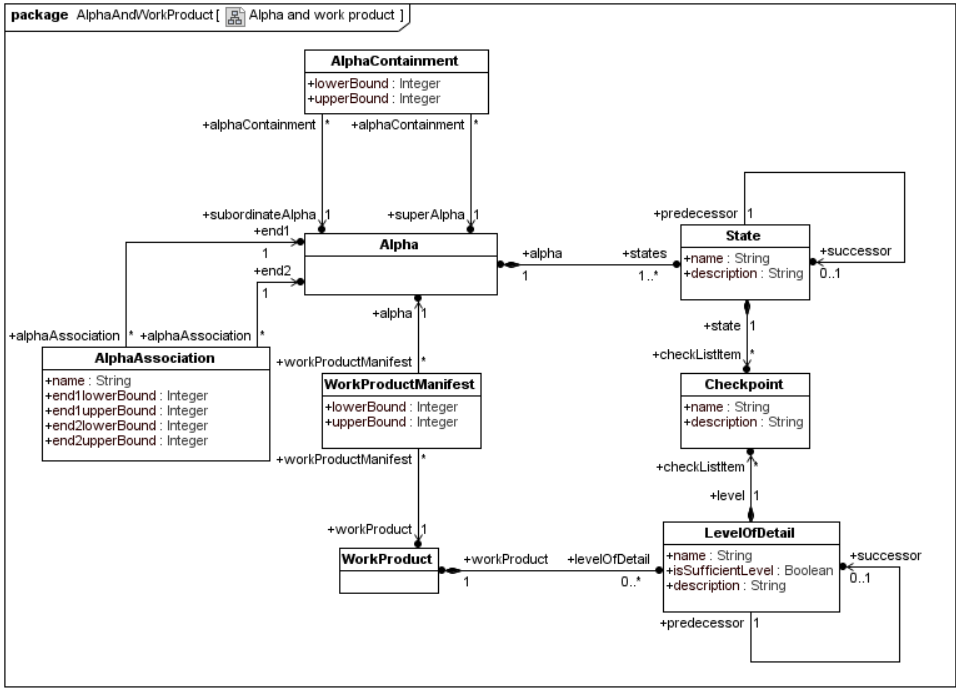 package AlphaAndWorkProduct[ Alpha and work product ]
AlphaContainment
+lowerBound : Integer
+upperBound : Integer
+alphaContainment * +alphaContainment *
+subordinateAlpha 1 +superAlpha 1
+predecessor 1
+end1
1
Alpha
State
+name : String
+description : String
+successor
0..1
+alpha +states
1 1..*
+end2
1
+alpha 1
+state 1
+alphaAssociation * +alphaAssociation *
AlphaAssociation
+name : String
+end1lowerBound : Integer
+end1upperBound : Integer
+end2lowerBound : Integer
+end2upperBound : Integer
+workProductManifest *
WorkProductManifest
+lowerBound : Integer
+upperBound : Integer
+workProductManifest *
+checkListItem *
Checkpoint
+name : String
+description : String
+checkListItem *
+level 1
+workProduct 1
WorkProduct
+workProduct +levelOfDetail
1 0..*
LevelOfDetail
+name : String
+isSufficientLevel : Boolean
+description : String
+successor
0..1
+predecessor 1